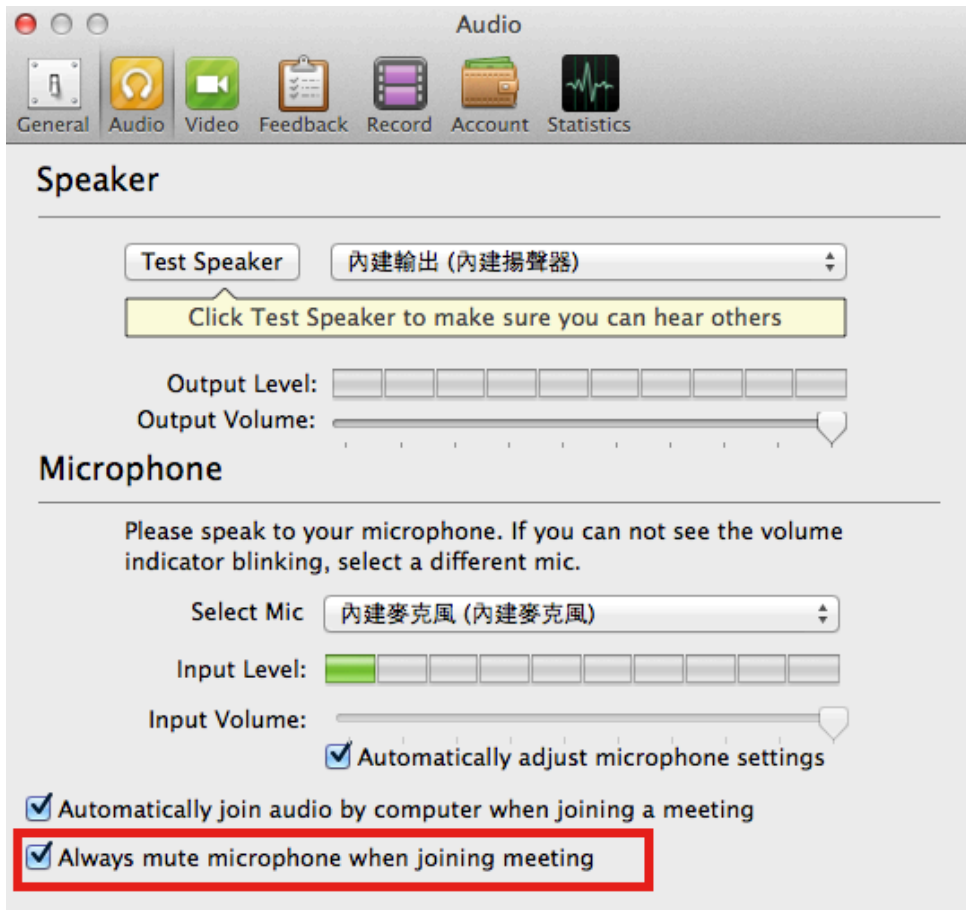 Audio
General Audio Video Feedback Record Account Statistics
Speaker
Test Speaker 內建輸出 (內建揚聲器)
Click Test Speaker to make sure you can hear others
Output Level:
Output Volume:
Microphone
Please speak to your microphone. If you can not see the volume
indicator blinking, select a different mic.
Select Mic 內建麥克風 (內建麥克風)
Input Level:
Input Volume:
Automatically adjust microphone settings
Automatically join audio by computer when joining a meeting
Always mute microphone when joining meeting